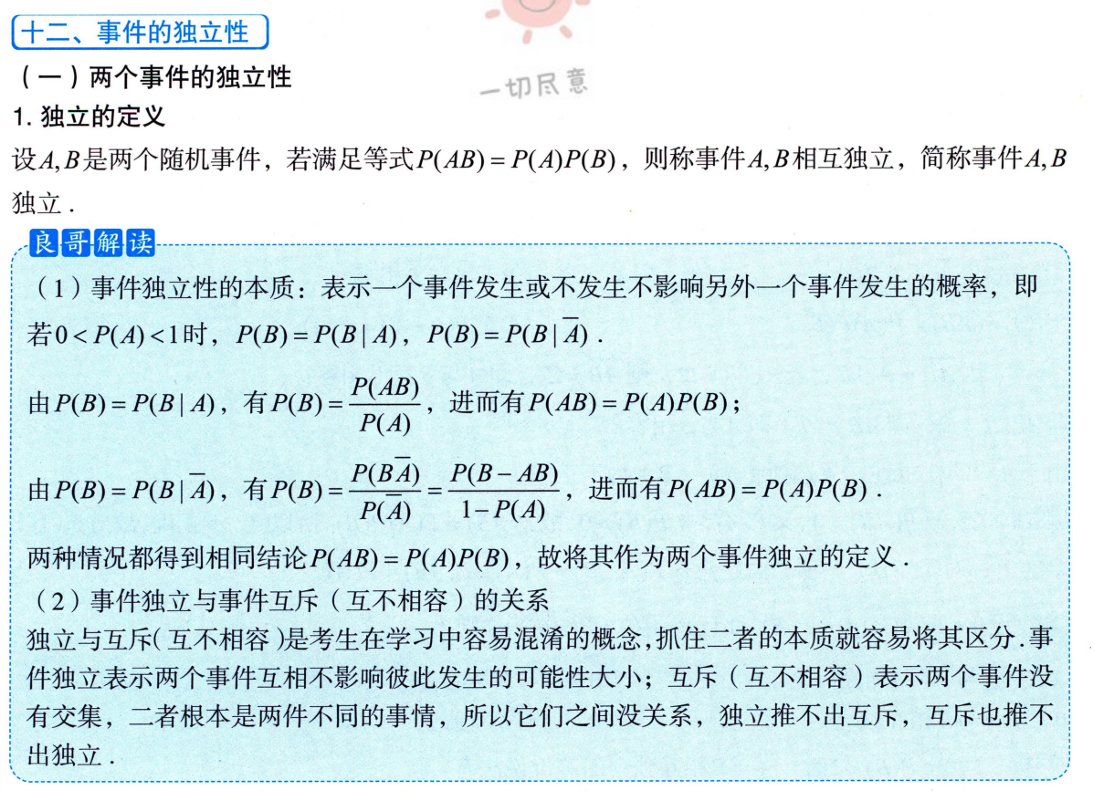 十二、事件的独立性
一切尽意
（一）两个事件的独立性
1. 独立的定义
设A,B是两个随机事件，若满足等式P(AB)=P(A)P(B)，则称事件A,B相互独立，简称事件A,B
独立．
良哥解读
（1）事件独立性的本质：表示一个事件发生或不发生不影响另外一个事件发生的概率，即
若0<P(A)<1时，P(B)=P(B|A)，P(B)=P(B|A̅)．
由P(B)=P(B|A)，有P(B)=P(AB)/P(A)，进而有P(AB)=P(A)P(B)；
由P(B)=P(B|A̅)，有P(B)=P(BA̅)/P(A̅)=P(B−AB)/1−P(A)，进而有P(AB)=P(A)P(B)．
两种情况都得到相同结论P(AB)=P(A)P(B)，故将其作为两个事件独立的定义．
（2）事件独立与事件互斥（互不相容）的关系
独立与互斥(互不相容)是考生在学习中容易混淆的概念,抓住二者的本质就容易将其区分.事
件独立表示两个事件互相不影响彼此发生的可能性大小；互斥（互不相容）表示两个事件没
有交集，二者根本是两件不同的事情，所以它们之间没关系，独立推不出互斥，互斥也推不
出独立．